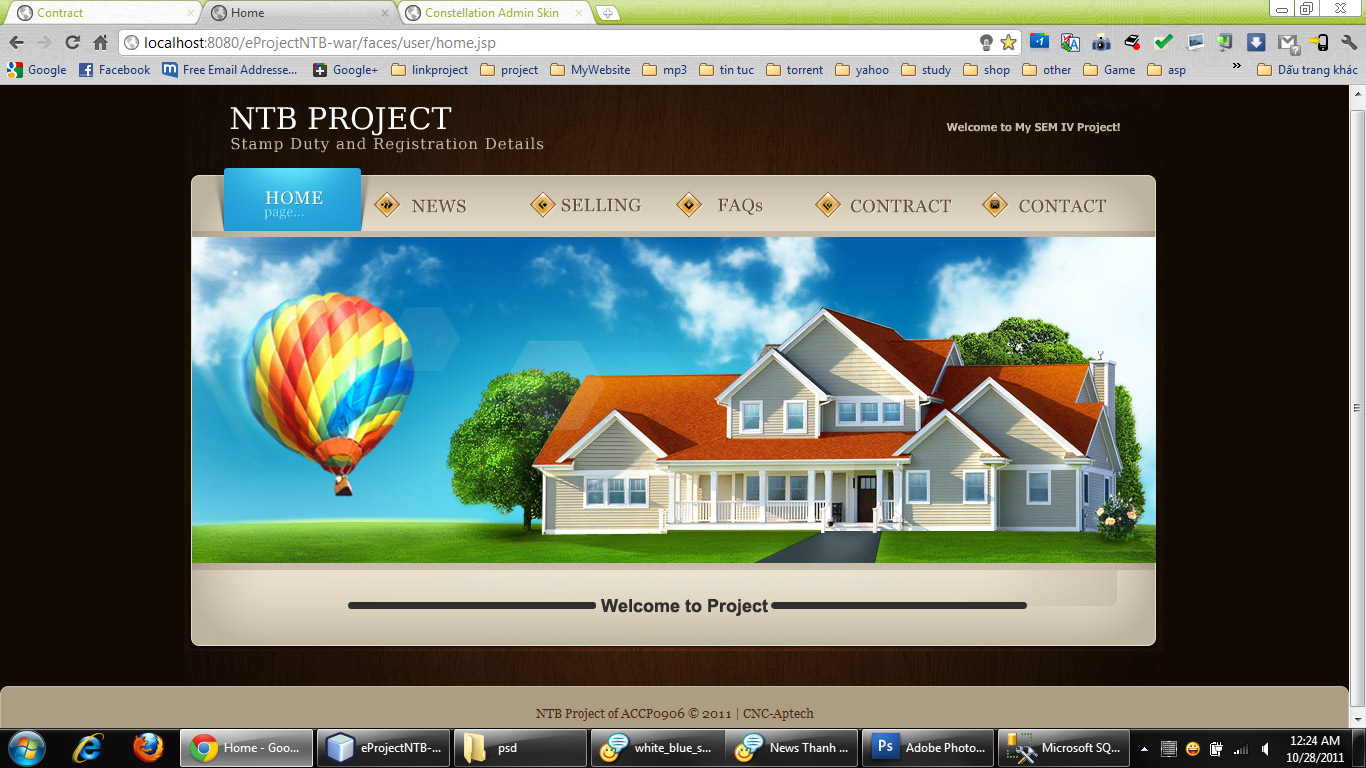 Contract
Home
Constellation Admin Skin
localhost:8080/eProjectNTB-war/faces/user/home.jsp
Google
Facebook
Free Email Addresse...
Google+
linkproject
project
MyWebsite
mp3
tin tuc
torrent
yahoo
study
shop
other
Game
asp
»
Dấu trang khác
NTB PROJECT
Stamp Duty and Registration Details
Welcome to My SEM IV Project!
HOME
page...
NEWS
SELLING
FAQs
CONTRACT
CONTACT
Welcome to Project
NTB Project of ACCP0906 © 2011 | CNC-Aptech
Home - Goo...
eProjectNTB-...
psd
white_blue_s...
News Thanh ...
Ps
Adobe Photo...
Microsoft SQ...
12:24 AM
10/28/2011